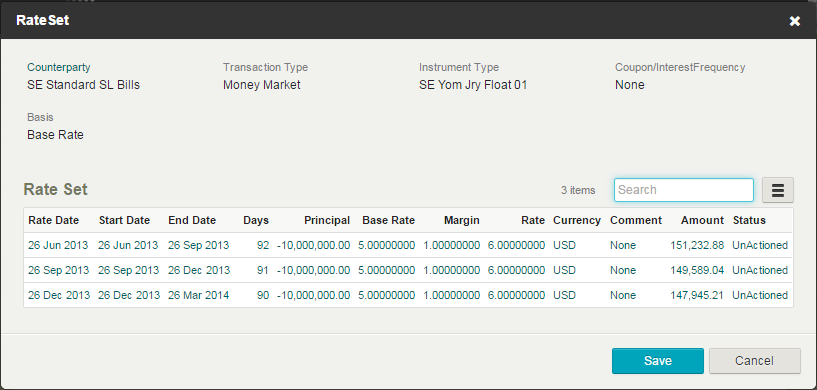 RateSet
Counterparty Transaction Type Instrument Type Coupon/InterestFrequency
SE Standard SL Bills Money Market SE Yom Jry Float 01 None
Basis
Base Rate
Rate Set 3 items Search
Rate Date Start Date End Date Days Principal Base Rate Margin Rate Currency Comment Amount Status
26 Jun 2013 26 Jun 2013 26 Sep 2013 92 -10,000,000.00 5.00000000 1.00000000 6.00000000 USD None 151,232.88 UnActioned
26 Sep 2013 26 Sep 2013 26 Dec 2013 91 -10,000,000.00 5.00000000 1.00000000 6.00000000 USD None 149,589.04 UnActioned
26 Dec 2013 26 Dec 2013 26 Mar 2014 90 -10,000,000.00 5.00000000 1.00000000 6.00000000 USD None 147,945.21 UnActioned
Save Cancel